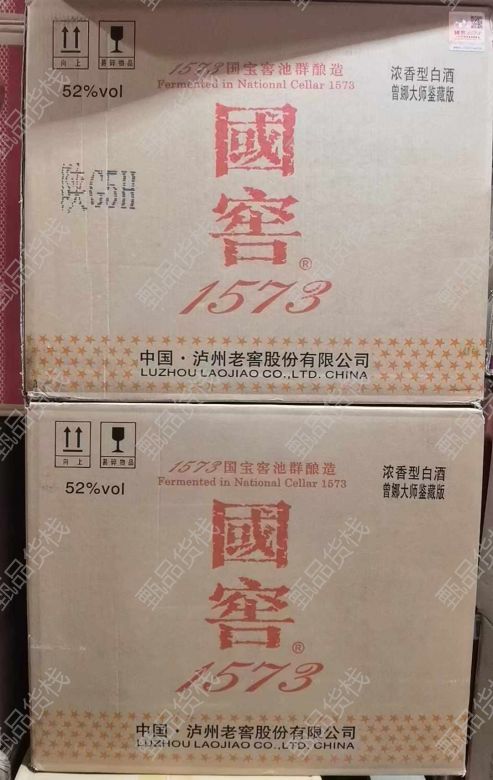 向上
易碎物品
52%vol
1573国宝窖池群酿造
Fermented in National Cellar 1573
浓香型白酒
曾娜大师鉴藏版
陕G5H
國窖
®
1573
中国·泸州老窖股份有限公司
LUZHOU LAOJIAO CO.,LTD. CHINA
向上
易碎物品
52%vol
1573国宝窖池群酿造
Fermented in National Cellar 1573
浓香型白酒
曾娜大师鉴藏版
國窖
®
1573
中国·泸州老窖股份有限公司
LUZHOU LAOJIAO CO.,LTD. CHINA
甄品货栈